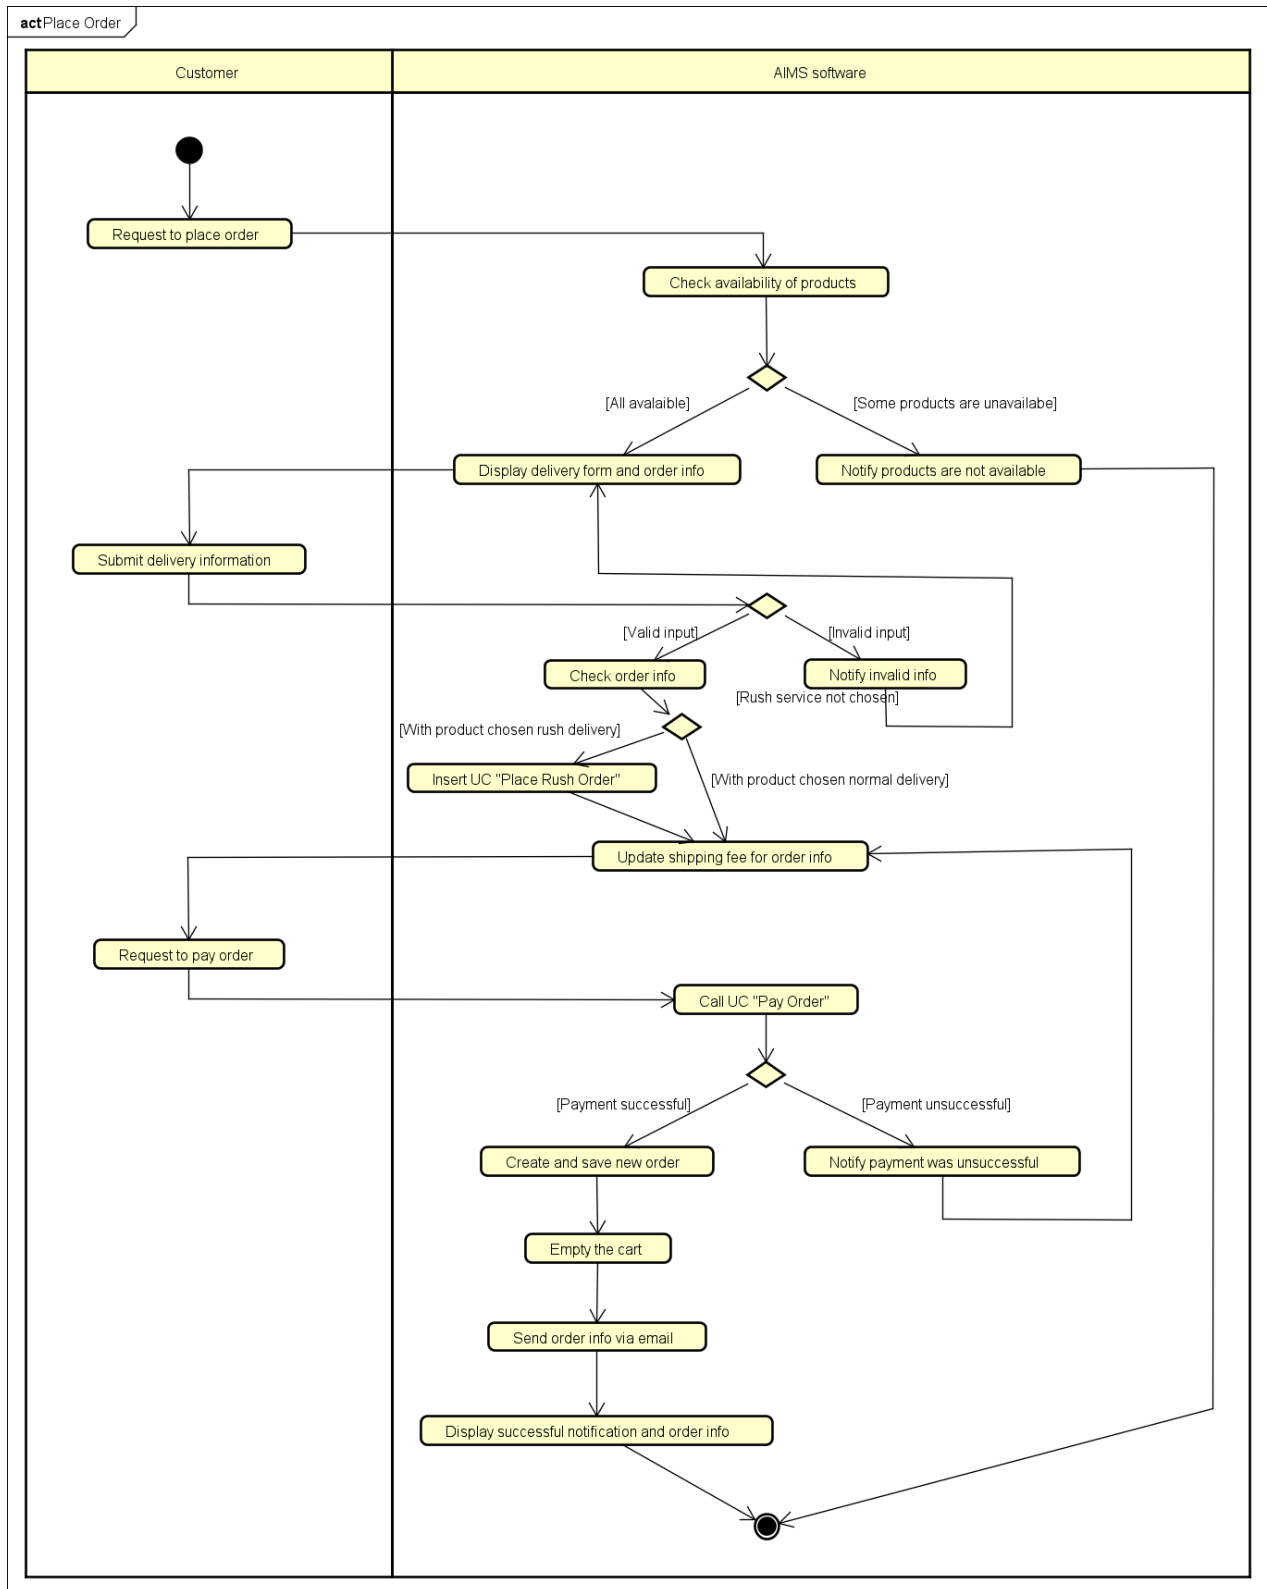 act Place Order
Customer
AIMS software
Request to place order
Check availability of products
[All avalaible]
[Some products are unavailabe]
Display delivery form and order info
Notify products are not available
Submit delivery information
[Valid input]
[Invalid input]
Check order info
Notify invalid info
[Rush service not chosen]
[With product chosen rush delivery]
Insert UC "Place Rush Order"
[With product chosen normal delivery]
Update shipping fee for order info
Request to pay order
Call UC "Pay Order"
[Payment successful]
[Payment unsuccessful]
Create and save new order
Notify payment was unsuccessful
Empty the cart
Send order info via email
Display successful notification and order info